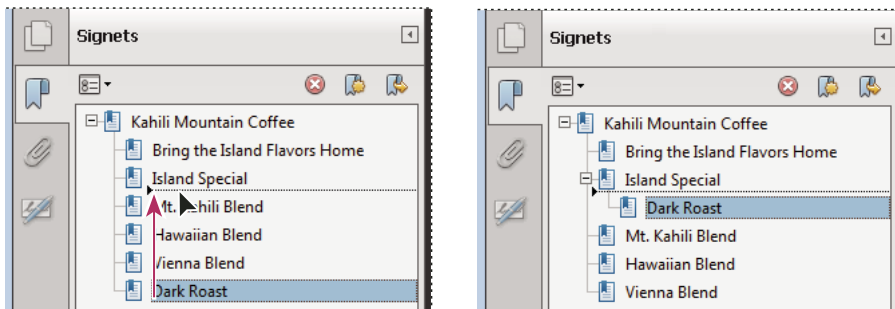 Signets
Kahili Mountain Coffee
Bring the Island Flavors Home
Island Special
Mt. Kahili Blend
Hawaiian Blend
Vienna Blend
Dark Roast
Signets
Kahili Mountain Coffee
Bring the Island Flavors Home
Island Special
Dark Roast
Mt. Kahili Blend
Hawaiian Blend
Vienna Blend